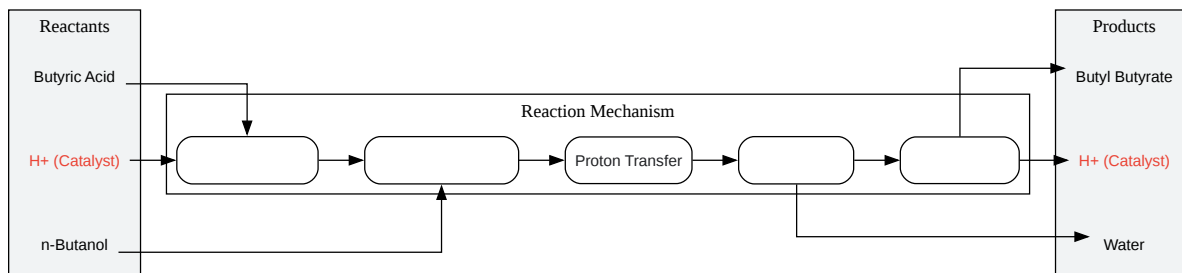 Reactants
Butyric Acid
H+ (Catalyst)
n-Butanol
Reaction Mechanism
Proton Transfer
Products
Butyl Butyrate
H+ (Catalyst)
Water